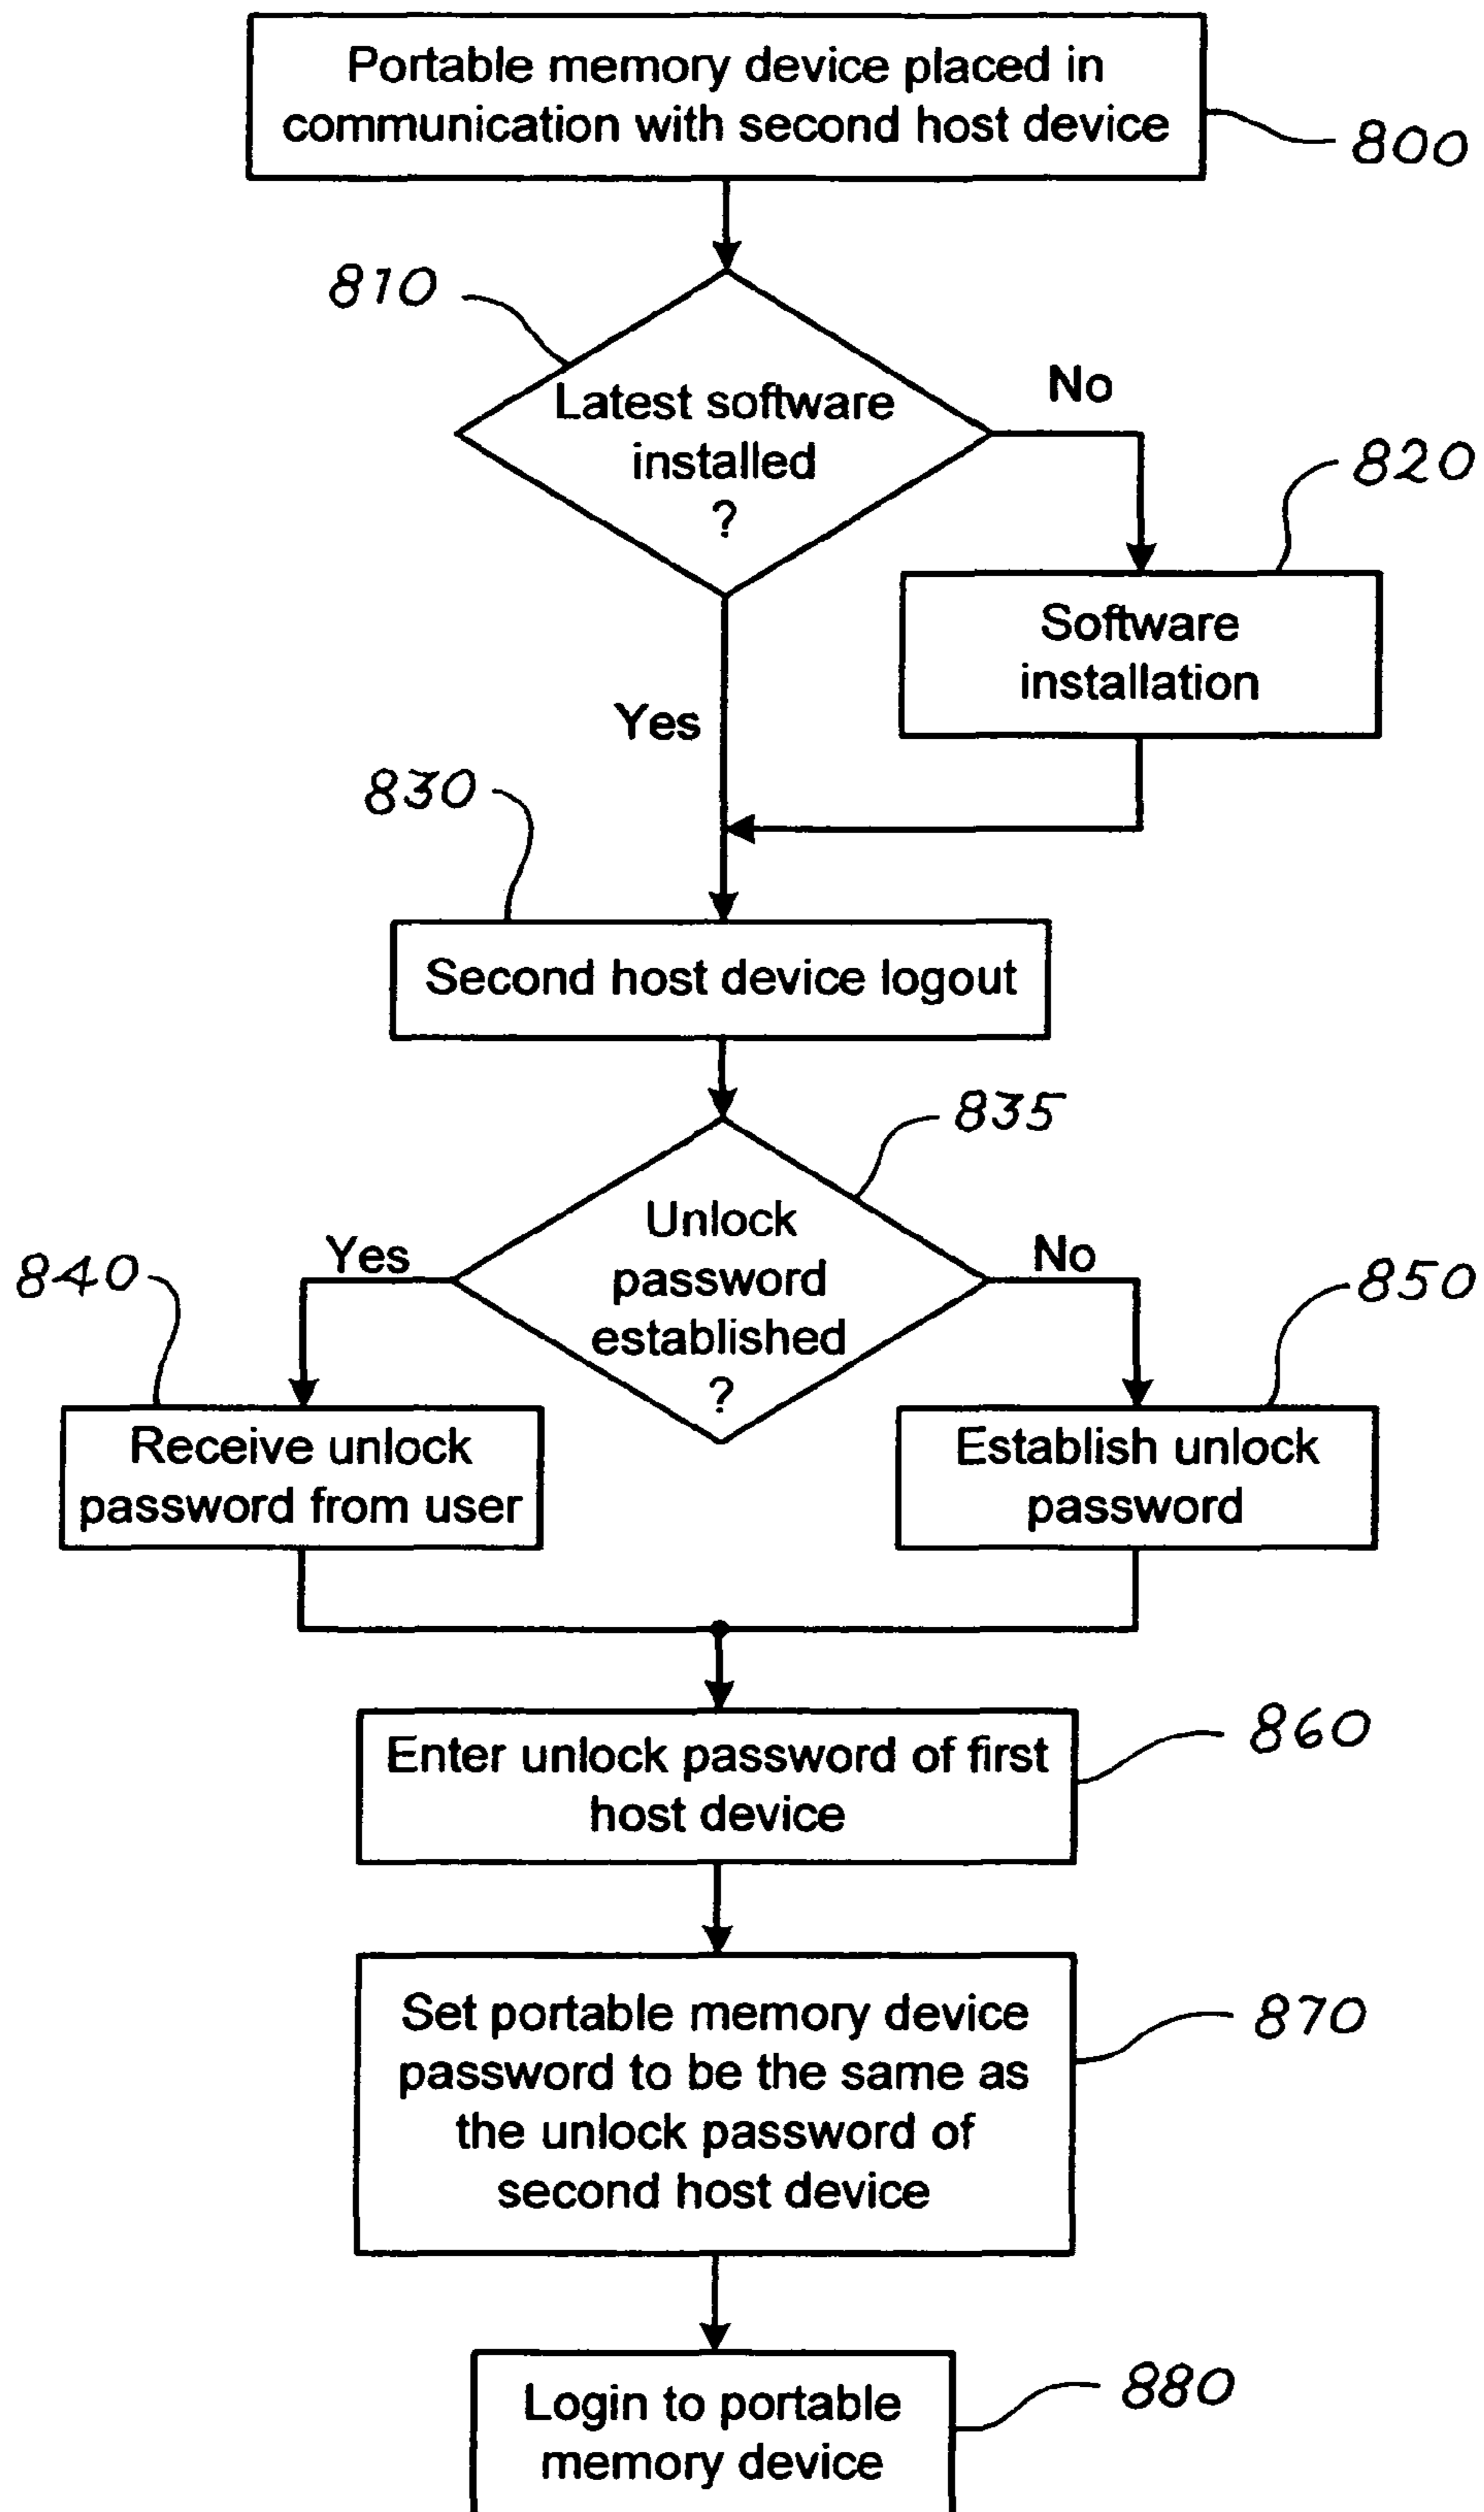 Portable memory device placed in
communication with second host device
800
810
Latest software
installed
?
No
820
Software
installation
Yes
830
Second host device logout
835
Unlock
password
established
?
Yes
No
840
850
Receive unlock
password from user
Establish unlock
password
Enter unlock password of first
host device
860
Set portable memory device
password to be the same as
the unlock password of
second host device
870
Login to portable
memory device
880